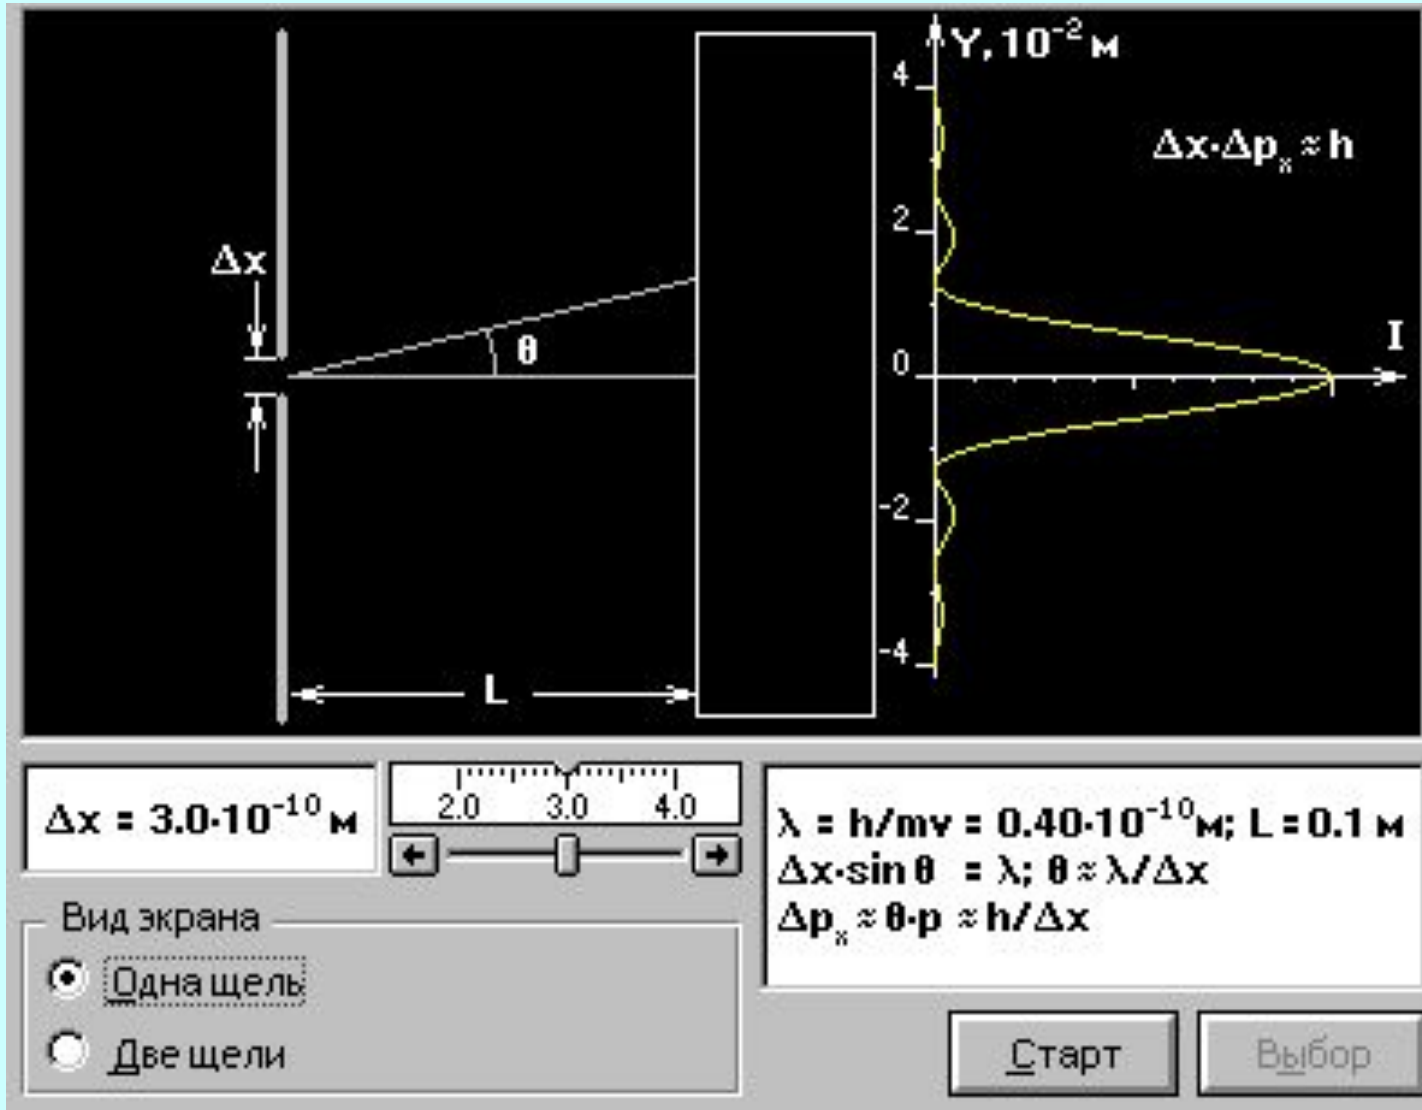 Y, 10⁻² м
4
Δx·Δpₓ ≈ h
2
Δx
θ
0
I
-2
-4
L
Δx = 3.0·10⁻¹⁰ м
2.0 3.0 4.0
λ = h/mv = 0.40·10⁻¹⁰м; L = 0.1 м
Δx·sin θ = λ; θ ≈ λ/Δx
Δpₓ ≈ θ·p ≈ h/Δx
Вид экрана
Одна щель
Две щели
Старт
Выбор